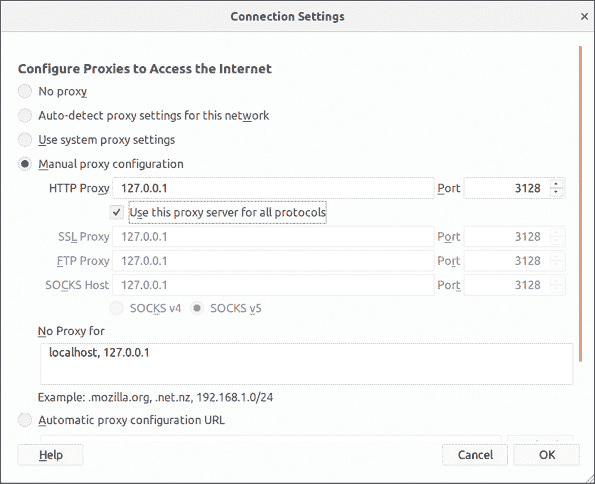 Connection Settings
Configure Proxies to Access the Internet
No proxy
Auto-detect proxy settings for this network
Use system proxy settings
Manual proxy configuration
HTTP Proxy 127.0.0.1 Port 3128
Use this proxy server for all protocols
SSL Proxy 127.0.0.1 Port 3128
FTP Proxy 127.0.0.1 Port 3128
SOCKS Host 127.0.0.1 Port 3128
SOCKS v4 SOCKS v5
No Proxy for
localhost, 127.0.0.1
Example: .mozilla.org, .net.nz, 192.168.1.0/24
Automatic proxy configuration URL
Help Cancel OK